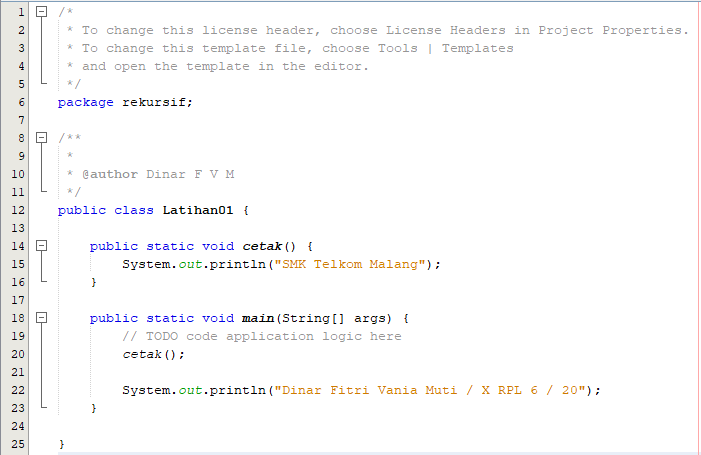 1 /*
2  * To change this license header, choose License Headers in Project Properties.
3  * To change this template file, choose Tools | Templates
4  * and open the template in the editor.
5  */
6 package rekursif;
7
8 /**
9  *
10  * @author Dinar F V M
11  */
12 public class Latihan01 {
13
14     public static void cetak() {
15         System.out.println("SMK Telkom Malang");
16     }
17
18     public static void main(String[] args) {
19         // TODO code application logic here
20         cetak();
21
22         System.out.println("Dinar Fitri Vania Muti / X RPL 6 / 20");
23     }
24
25 }